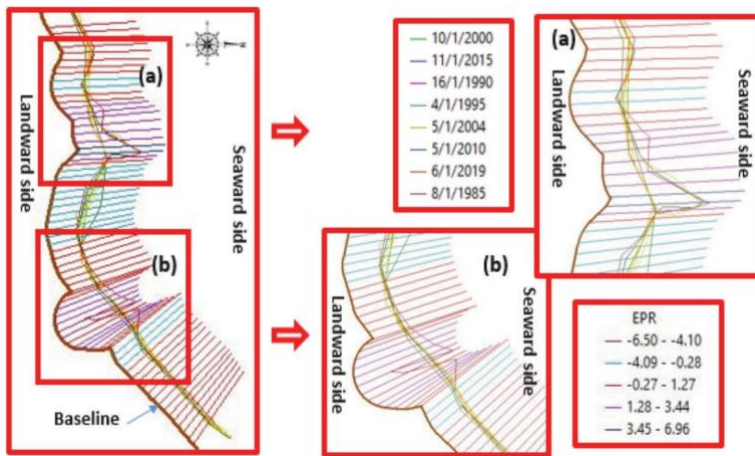 (a)
Landward side
Seaward side
(b)
Baseline
10/1/2000
11/1/2015
16/1/1990
4/1/1995
5/1/2004
5/1/2010
6/1/2019
8/1/1985
(a)
Landward side
Seaward side
(b)
Landward side
Seaward side
EPR
-6.50 - -4.10
-4.09 - -0.28
-0.27 - 1.27
1.28 - 3.44
3.45 - 6.96